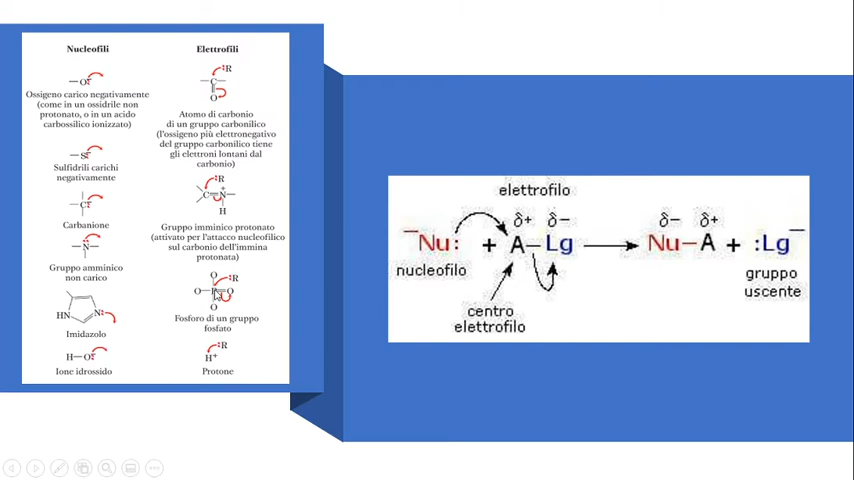 Nucleofili
—O:
Ossigeno carico negativamente
(come in un ossidrile non
protonato, o in un acido
carbossilico ionizzato)
—S:
Sulfidrili carichi
negativamente
—C:
Carbanione
—N—
Gruppo amminico
non carico
HN N:
Imidazolo
H—O:
Ione idrossido
Elettrofili
:R
C
O
Atomo di carbonio
di un gruppo carbonilico
(l'ossigeno più elettronegativo
del gruppo carbonilico tiene
gli elettroni lontani dal
carbonio)
:R
C=N+—
H
Gruppo imminico protonato
(attivato per l'attacco nucleofilico
sul carbonio dell'immina
protonata)
O :R
O—P=O
O
Fosforo di un gruppo
fosfato
:R
H+
Protone
elettrofilo
δ+ δ− δ− δ+
−Nu: + A—Lg → Nu—A + :Lg−
nucleofilo
gruppo
uscente
centro
elettrofilo